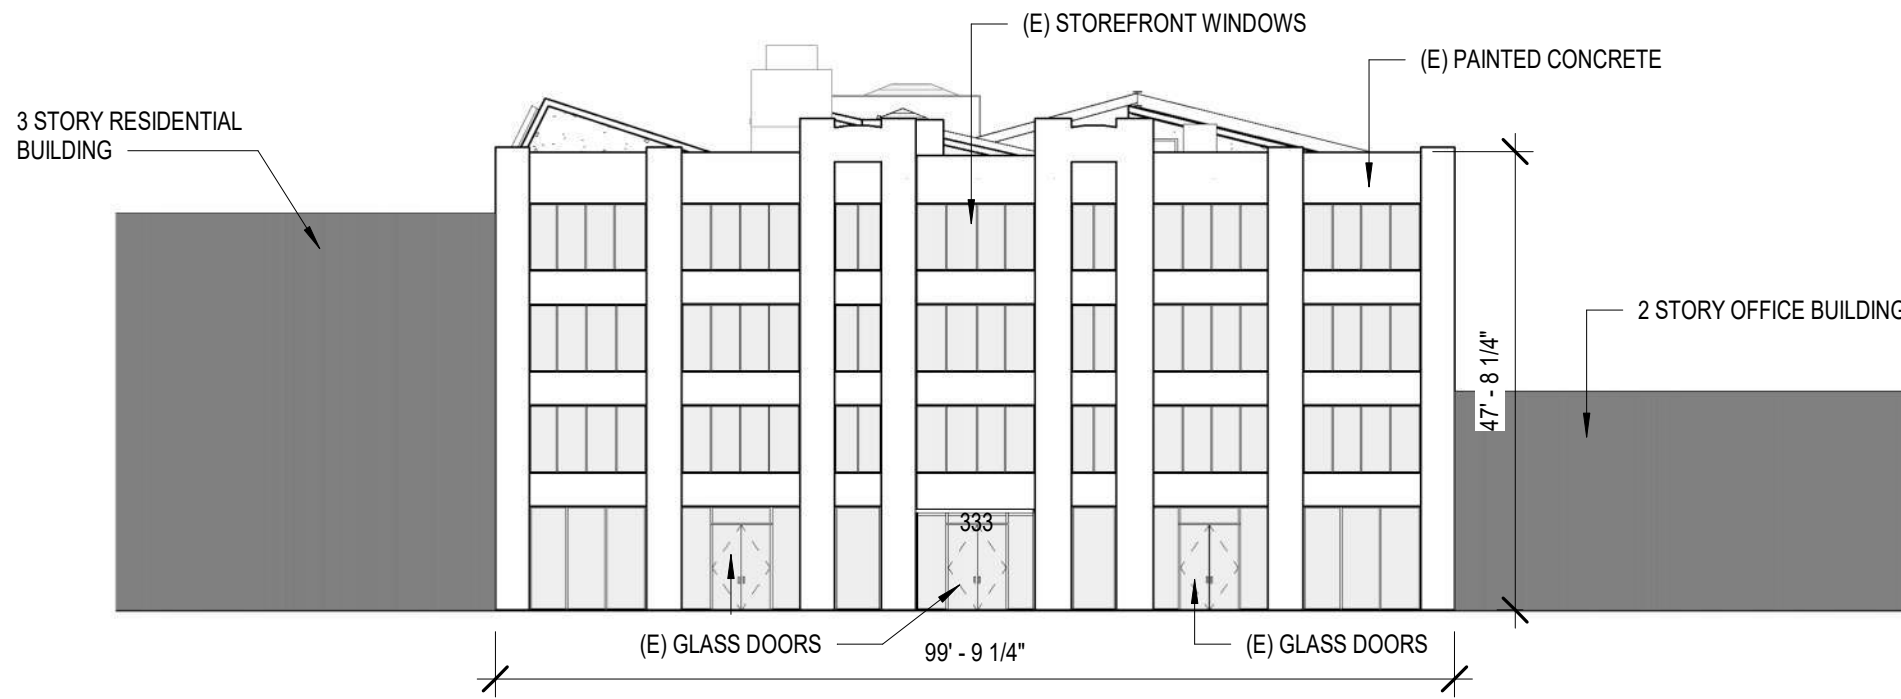 (E) STOREFRONT WINDOWS
(E) PAINTED CONCRETE
3 STORY RESIDENTIAL
BUILDING
2 STORY OFFICE BUILDING
47' - 8 1/4"
333
(E) GLASS DOORS
99' - 9 1/4"
(E) GLASS DOORS